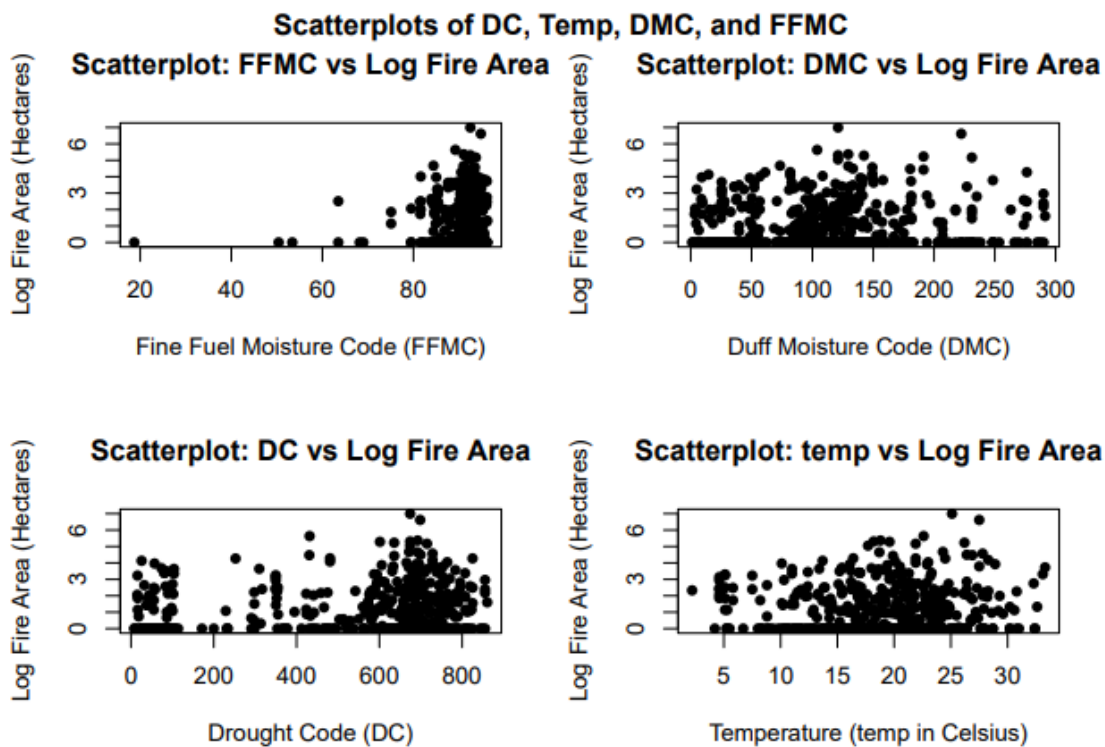 Scatterplots of DC, Temp, DMC, and FFMC
Scatterplot: FFMC vs Log Fire Area
Log Fire Area (Hectares)
6
3
0
20 40 60 80
Fine Fuel Moisture Code (FFMC)
Scatterplot: DMC vs Log Fire Area
Log Fire Area (Hectares)
6
3
0
0 50 100 150 200 250 300
Duff Moisture Code (DMC)
Scatterplot: DC vs Log Fire Area
Log Fire Area (Hectares)
6
3
0
0 200 400 600 800
Drought Code (DC)
Scatterplot: temp vs Log Fire Area
Log Fire Area (Hectares)
6
3
0
5 10 15 20 25 30
Temperature (temp in Celsius)